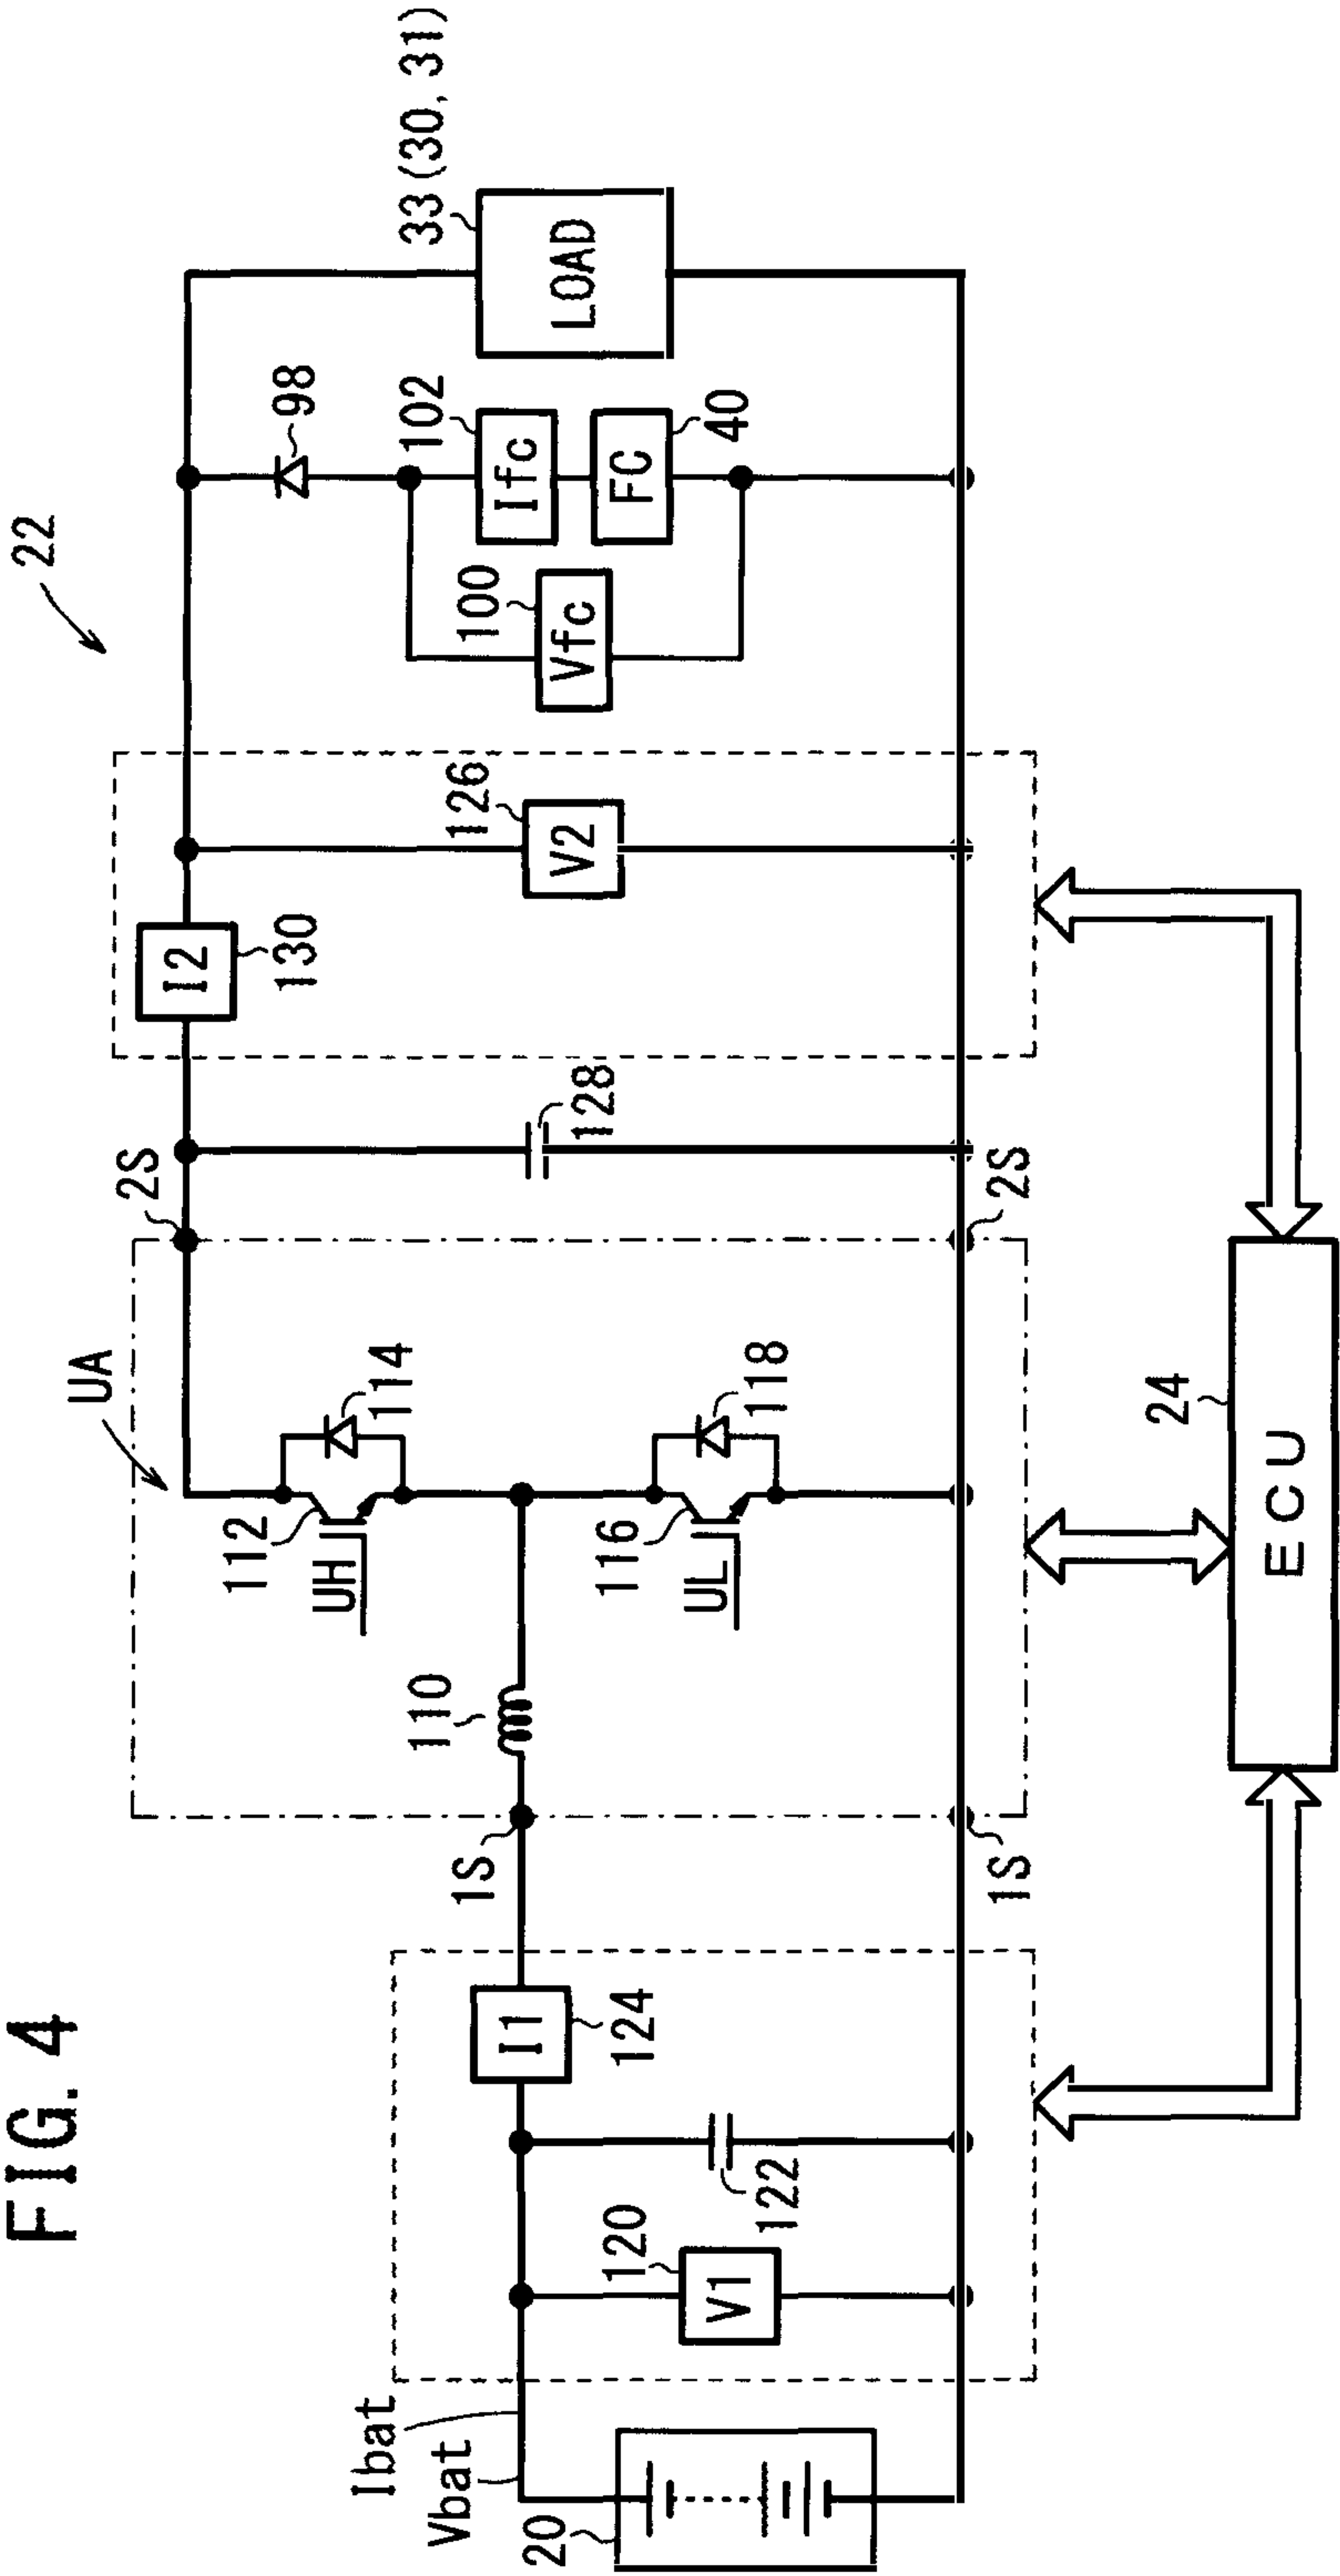 FIG. 4
22
UA
2S
I2
130
98
33 (30, 31)
LOAD
102
Ifc
FC
40
100
Vfc
126
V2
128
2S
114
112
UH
118
116
UL
110
1S
1S
I1
124
122
120
V1
Ibat
Vbat
20
24
ECU